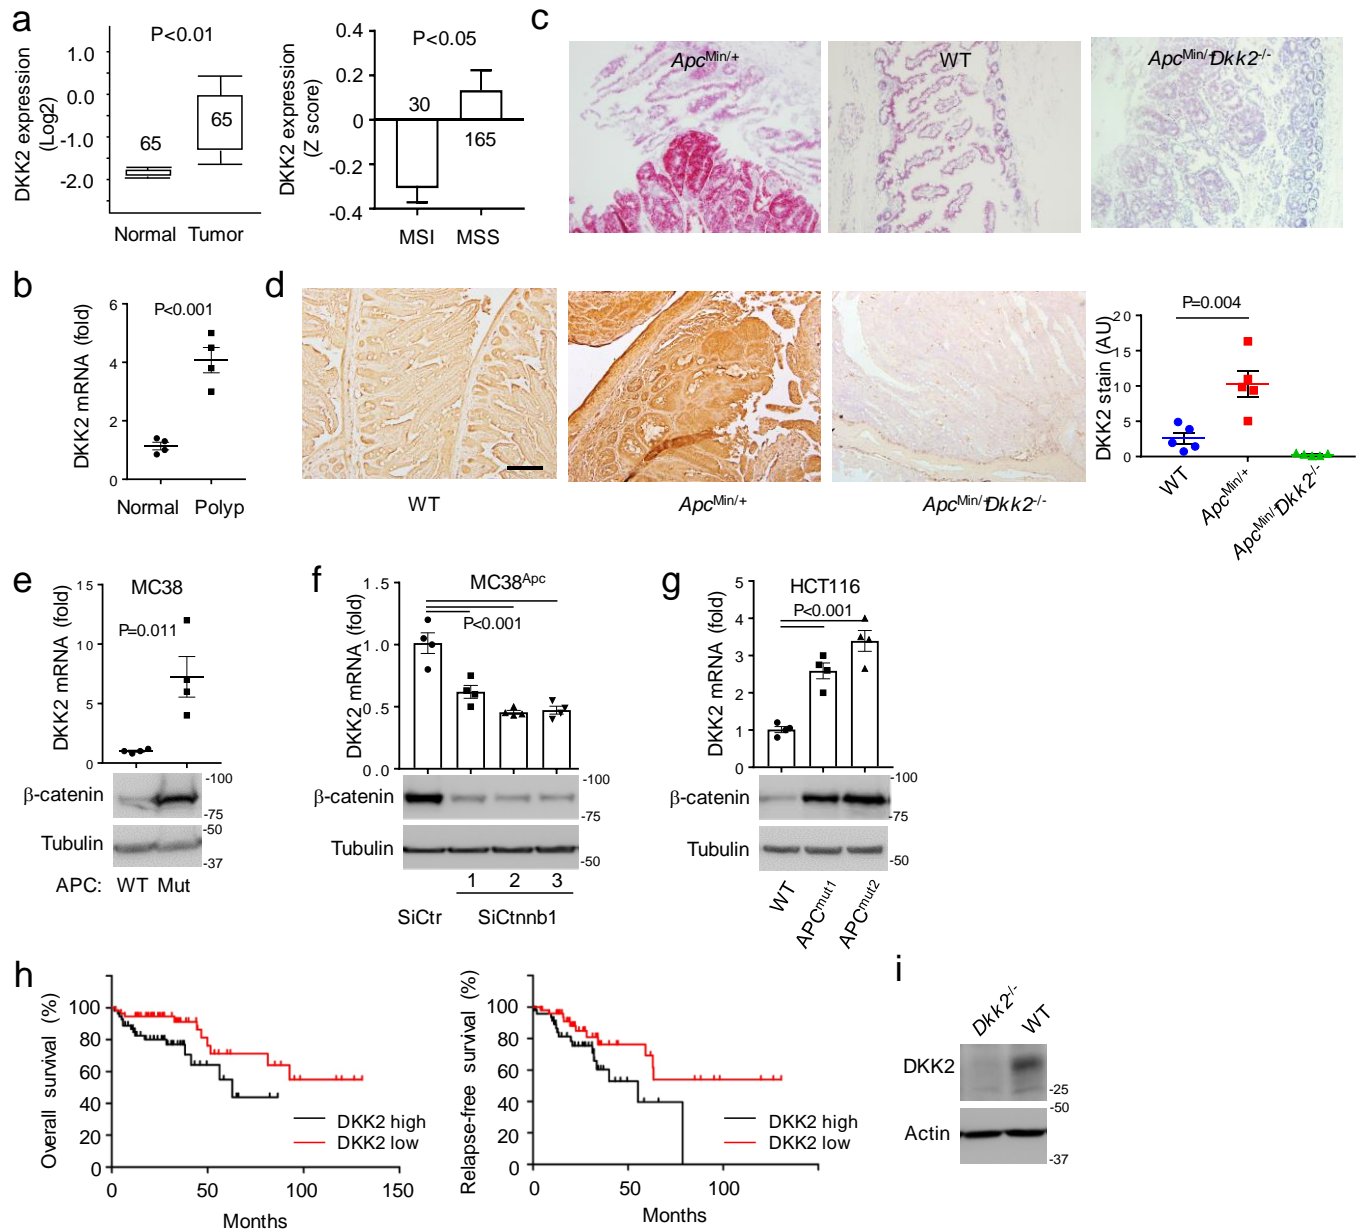 a
P<0.01
DKK2 expression
(Log2)
1.0
0.0
-1.0
-2.0
65
65
Normal Tumor
P<0.05
DKK2 expression
(Z score)
0.4
0.2
0
-0.2
-0.4
30
165
MSI MSS
c
ApcMin/+
WT
ApcMin/+Dkk2-/-
b
DKK2 mRNA (fold)
6
4
2
0
P<0.001
Normal Polyp
d
WT
ApcMin/+
ApcMin/+Dkk2-/-
DKK2 stain (AU)
20
15
10
5
0
P=0.004
WT
ApcMin/+
ApcMin/+Dkk2-/-
e
MC38
DKK2 mRNA (fold)
15
10
5
0
P=0.011
β-catenin
-100
-75
Tubulin
-50
-37
APC: WT Mut
f
MC38Apc
DKK2 mRNA (fold)
1.5
1.0
0.5
0.0
P<0.001
β-catenin
-100
-75
Tubulin
-50
1 2 3
SiCtr SiCtnnb1
g
HCT116
DKK2 mRNA (fold)
5
4
3
2
1
0
P<0.001
β-catenin
-100
-75
Tubulin
-50
WT
APCmut1
APCmut2
h
Overall survival (%)
100
80
60
40
20
0
DKK2 high
DKK2 low
0 50 100 150
Months
Relapse-free survival (%)
100
80
60
40
20
0
DKK2 high
DKK2 low
0 50 100
Months
i
Dkk2-/-
WT
DKK2
-25
-50
Actin
-37